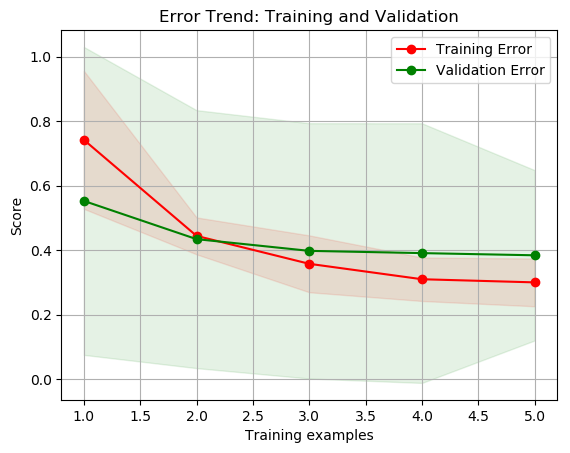 Error Trend: Training and Validation
Training Error
Validation Error
Score
1.0
0.8
0.6
0.4
0.2
0.0
1.0 1.5 2.0 2.5 3.0 3.5 4.0 4.5 5.0
Training examples